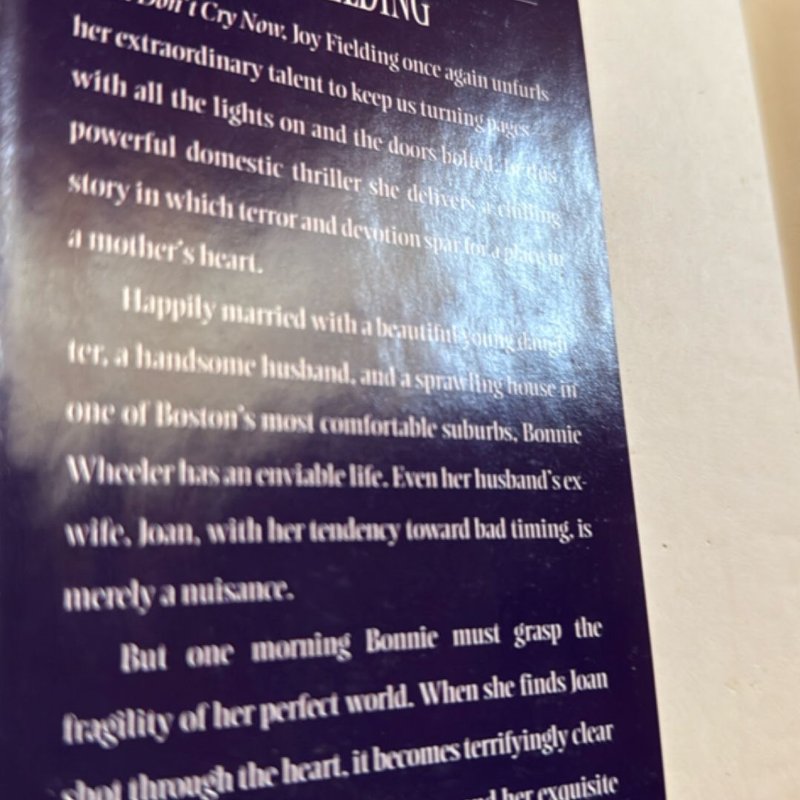 Don't Cry Now, Joy Fielding once again unfurls
her extraordinary talent to keep us turning pages
with all the lights on and the doors bolted. In this
powerful domestic thriller she delivers a chilling
story in which terror and devotion spar for a place in
a mother's heart.
Happily married with a beautiful young daugh-
ter, a handsome husband, and a sprawling house in
one of Boston's most comfortable suburbs, Bonnie
Wheeler has an enviable life. Even her husband's ex-
wife, Joan, with her tendency toward bad timing, is
merely a nuisance.
But one morning Bonnie must grasp the
fragility of her perfect world. When she finds Joan
shot through the heart, it becomes terrifyingly clear
her exquisite